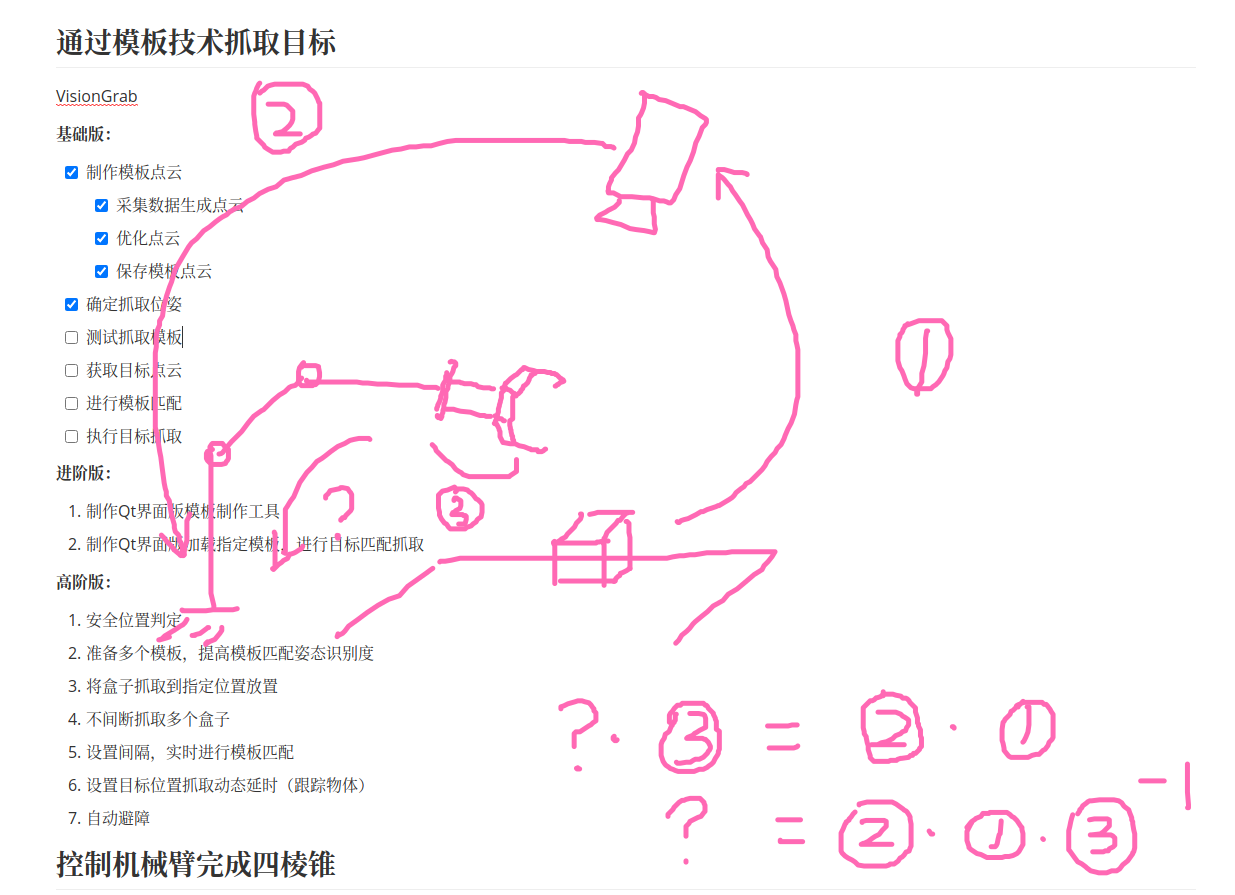 通过模板技术抓取目标
VisionGrab
2
基础版：
制作模板点云
采集数据生成点云
优化点云
保存模板点云
确定抓取位姿
测试抓取模板
1
获取目标点云
进行模板匹配
执行目标抓取
进阶版：
1. 制作Qt界面版模板制作工具
? 3
2. 制作Qt界面版加载指定模板，进行目标匹配抓取
高阶版：
1. 安全位置判定
2. 准备多个模板，提高模板匹配姿态识别度
3. 将盒子抓取到指定位置放置
4. 不间断抓取多个盒子
? · ③ = ② · ①
5. 设置间隔，实时进行模板匹配
6. 设置目标位置抓取动态延时（跟踪物体）
7. 自动避障
? = ② · ① · ③ -1
控制机械臂完成四棱锥